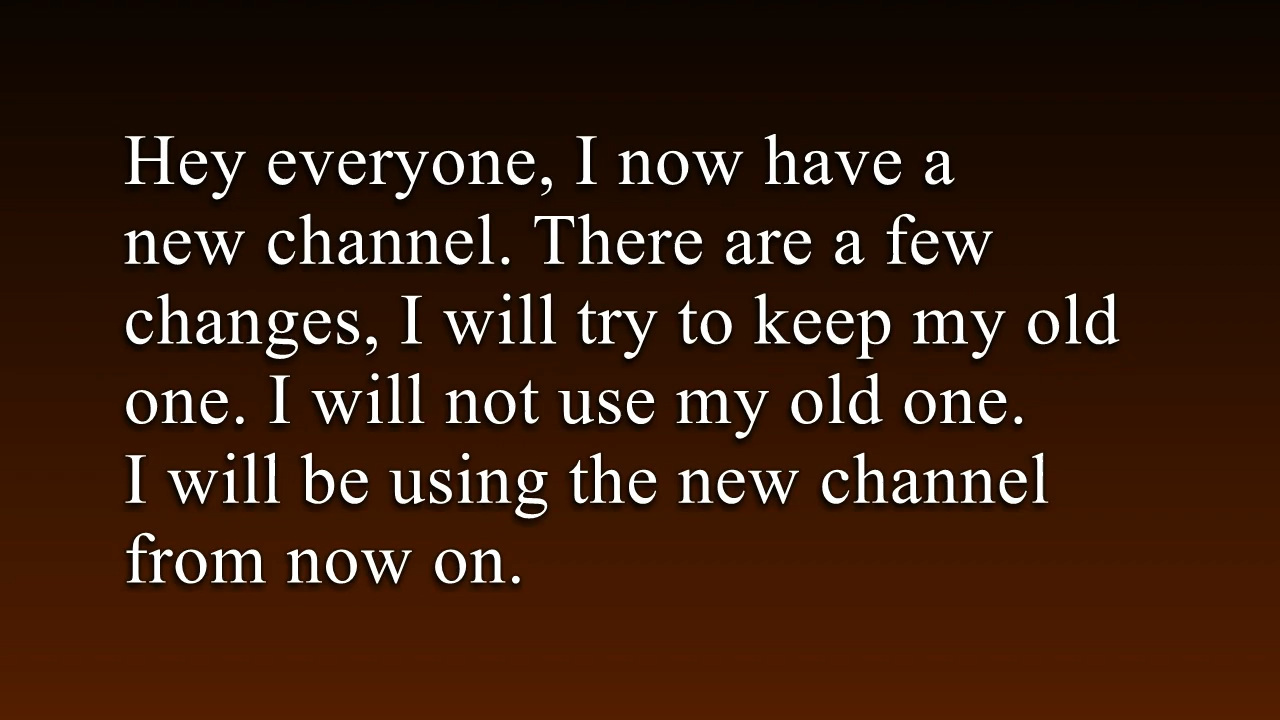 Hey everyone, I now have a
new channel. There are a few
changes, I will try to keep my old
one. I will not use my old one.
I will be using the new channel
from now on.